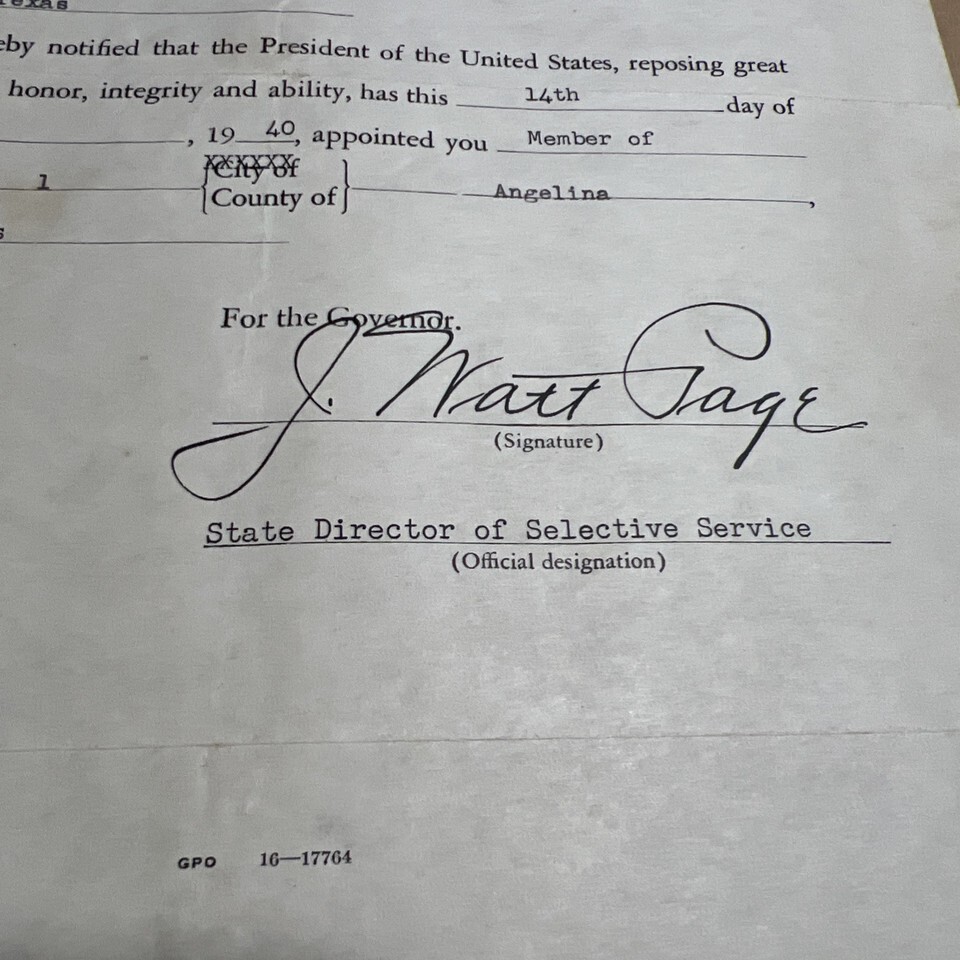 Texas
eby notified that the President of the United States, reposing great
honor, integrity and ability, has this 14th day of
, 19 40, appointed you Member of
1 City of Angelina,
County of
s
For the Governor.
J. Watt Page
(Signature)
State Director of Selective Service
(Official designation)
GPO 16—17764